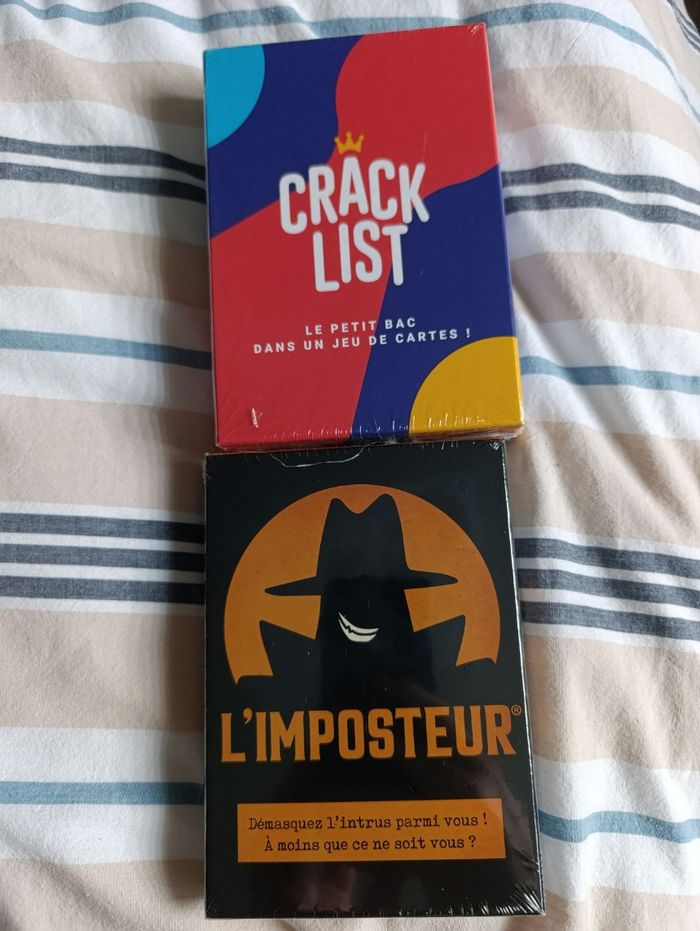 CRACK
LIST
LE PETIT BAC
DANS UN JEU DE CARTES !
L'IMPOSTEUR®
Démasquez l'intrus parmi vous !
À moins que ce ne soit vous ?